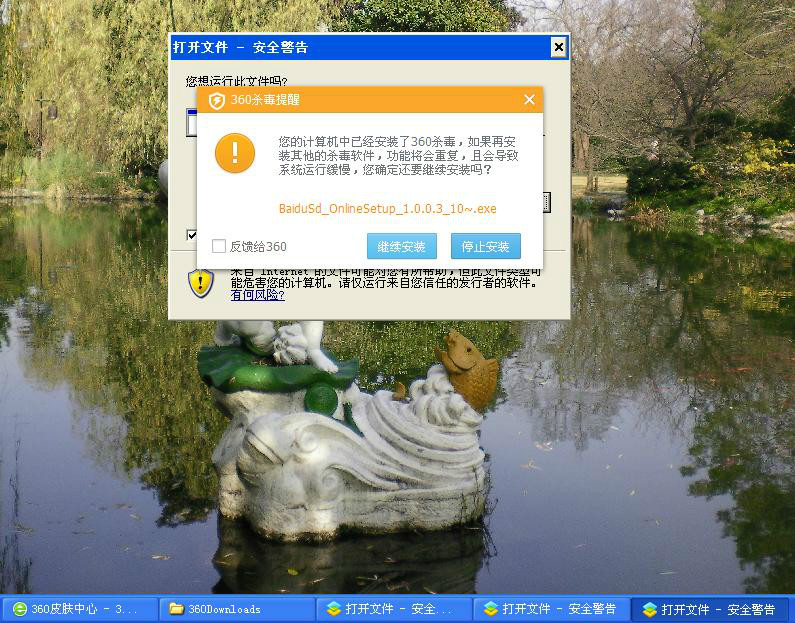 打开文件 - 安全警告
您想运行此文件吗?
360杀毒提醒
您的计算机中已经安装了360杀毒，如果再安
装其他的杀毒软件，功能将会重复，且会导致
系统运行缓慢，您确定还要继续安装吗？
BaiduSd_OnlineSetup_1.0.0.3_10~.exe
反馈给360
继续安装
停止安装
来自 Internet 的文件可能对您有所帮助，但此文件类型可
能危害您的计算机。请仅运行来自您信任的发行者的软件。
有何风险?
360皮肤中心 - 3...
360Downloads
打开文件 - 安全...
打开文件 - 安全警告
打开文件 - 安全警告